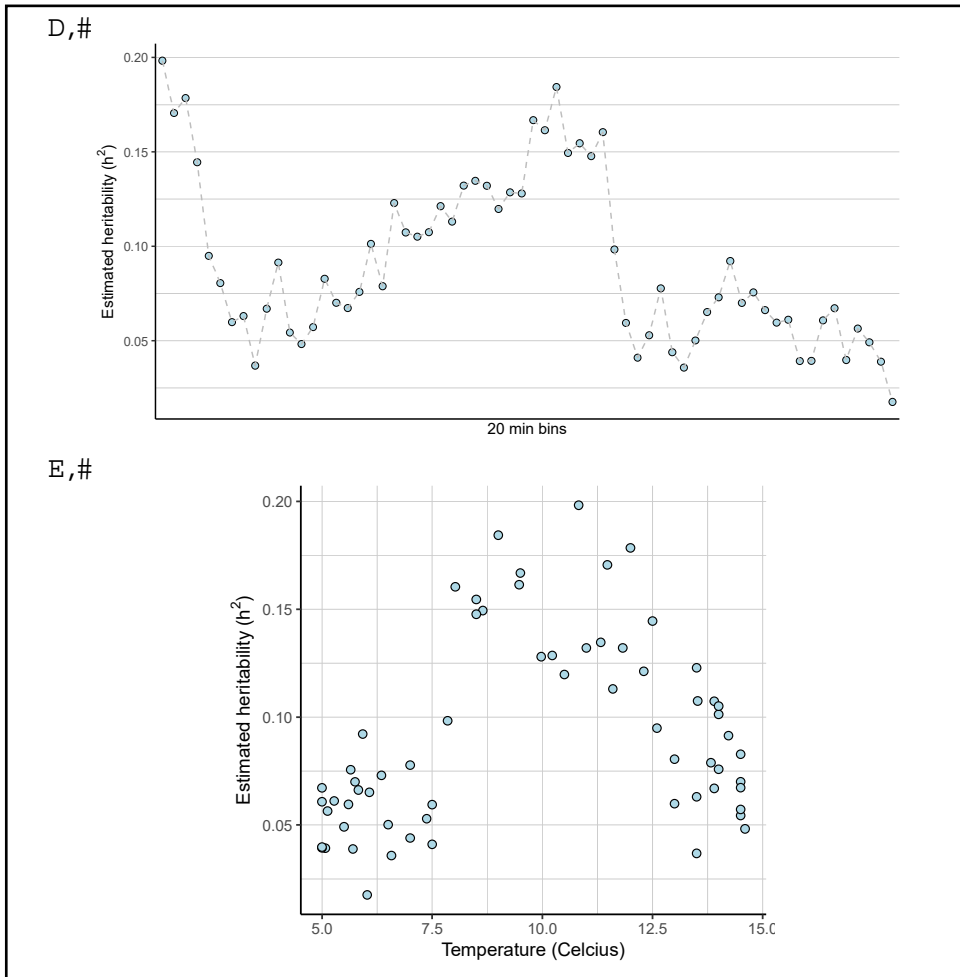 D,#
0.20
0.15
0.10
0.05
Estimated heritability (h²)
20 min bins
E,#
0.20
0.15
0.10
0.05
Estimated heritability (h²)
5.0 7.5 10.0 12.5 15.0
Temperature (Celcius)